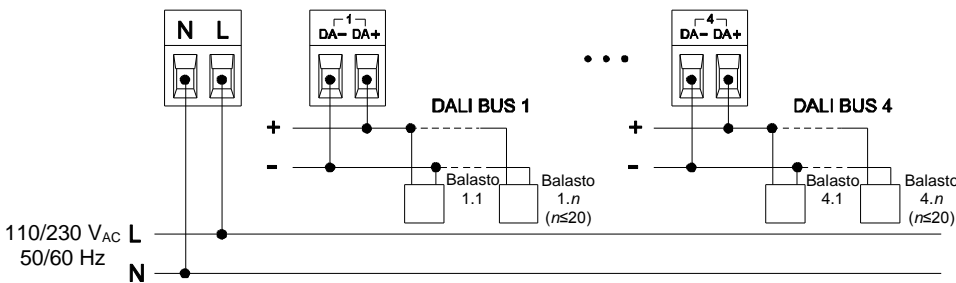 N L
1
DA− DA+
4
DA− DA+
DALI BUS 1
DALI BUS 4
+
-
+
-
Balasto
1.1
Balasto
1.n
(n≤20)
Balasto
4.1
Balasto
4.n
(n≤20)
110/230 VAC L
50/60 Hz
N